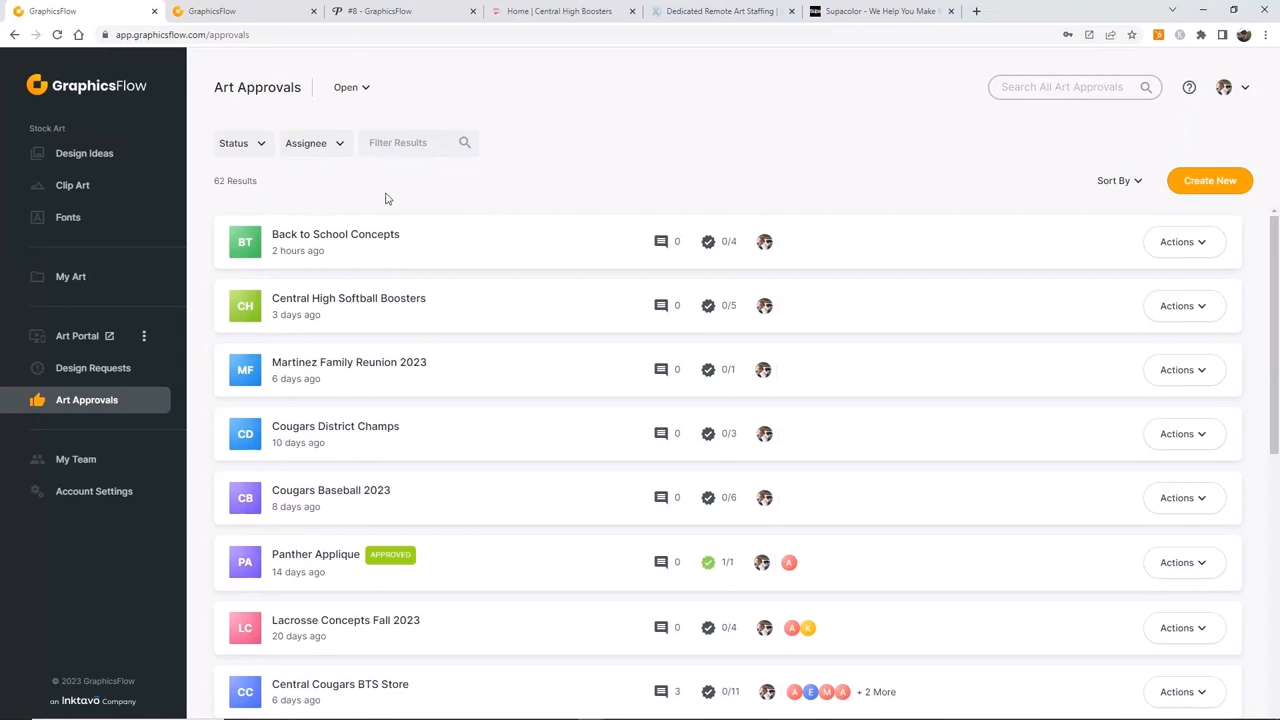 GraphicsFlow
GraphicsFlow
#8 - GraphicsFlow
Home | Central High Boosters
Dedicated Remote Designing |
Supacolor - Helping You Make
app.graphicsflow.com/approvals
GraphicsFlow
Stock Art
Design Ideas
Clip Art
Fonts
My Art
Art Portal
Design Requests
Art Approvals
My Team
Account Settings
© 2023 GraphicsFlow
an Inktavo Company
Art Approvals
Open
Search All Art Approvals
Status
Assignee
Filter Results
62 Results
Sort By
Create New
BT
Back to School Concepts
2 hours ago
0
0/4
Actions
CH
Central High Softball Boosters
3 days ago
0
0/5
Actions
MF
Martinez Family Reunion 2023
6 days ago
0
0/1
Actions
CD
Cougars District Champs
10 days ago
0
0/3
Actions
CB
Cougars Baseball 2023
8 days ago
0
0/6
Actions
PA
Panther Applique APPROVED
14 days ago
0
1/1
A
Actions
LC
Lacrosse Concepts Fall 2023
20 days ago
0
0/4
A K
Actions
CC
Central Cougars BTS Store
6 days ago
3
0/11
A E M A + 2 More
Actions